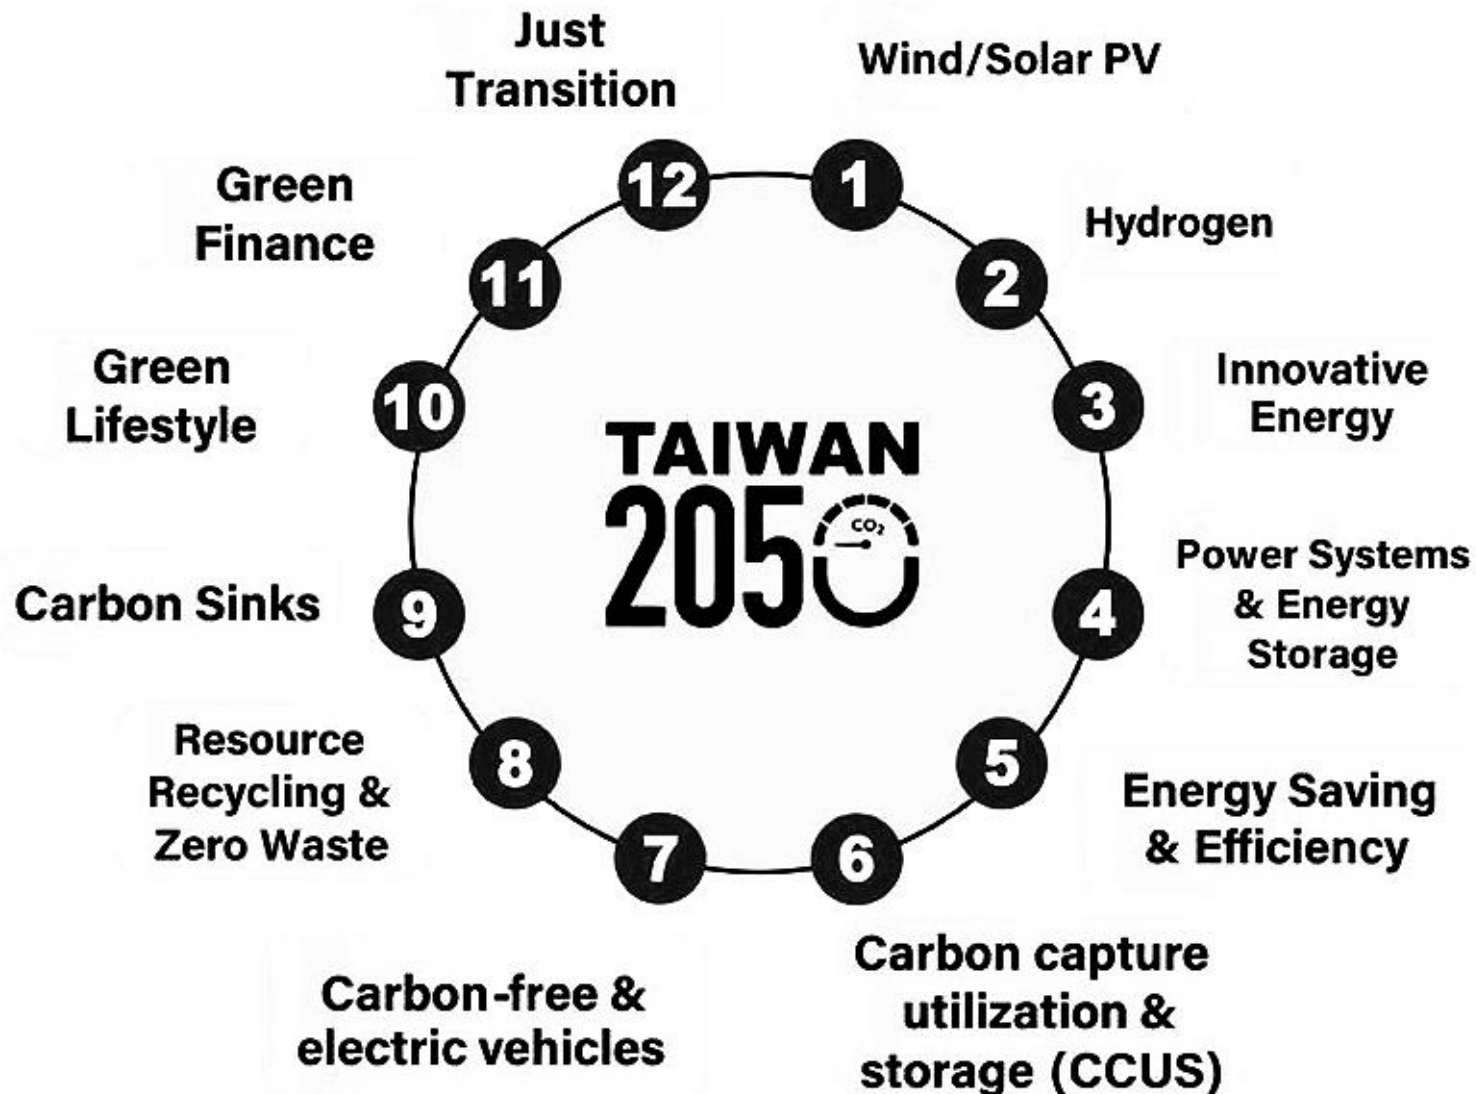 Just
Transition
12
Wind/Solar PV
1
Hydrogen
2
Innovative
Energy
3
Power Systems
& Energy
Storage
4
Energy Saving
& Efficiency
5
Carbon capture
utilization &
storage (CCUS)
6
Carbon-free &
electric vehicles
7
Resource
Recycling &
Zero Waste
8
Carbon Sinks
9
Green
Lifestyle
10
Green
Finance
11
TAIWAN
2050
CO₂